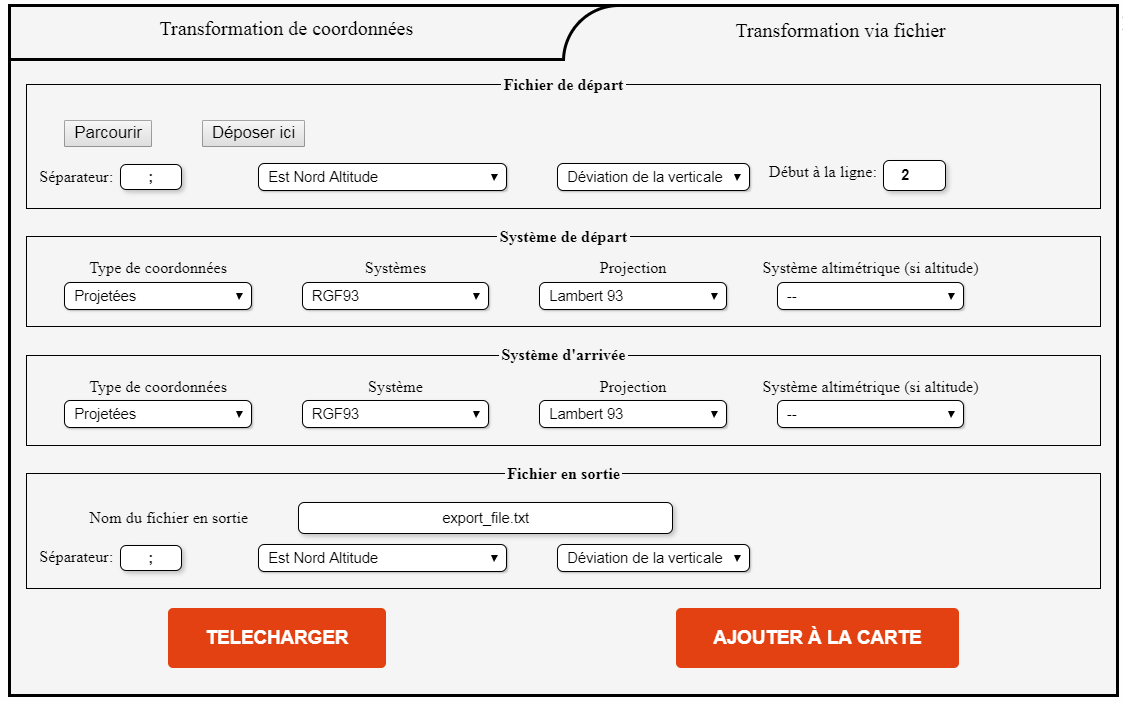 Transformation de coordonnées
Transformation via fichier
Fichier de départ
Parcourir
Déposer ici
Séparateur: ; Est Nord Altitude Déviation de la verticale Début à la ligne: 2
Système de départ
Type de coordonnées Systèmes Projection Système altimétrique (si altitude)
Projetées RGF93 Lambert 93 --
Système d'arrivée
Type de coordonnées Système Projection Système altimétrique (si altitude)
Projetées RGF93 Lambert 93 --
Fichier en sortie
Nom du fichier en sortie export_file.txt
Séparateur: ; Est Nord Altitude Déviation de la verticale
TELECHARGER
AJOUTER À LA CARTE